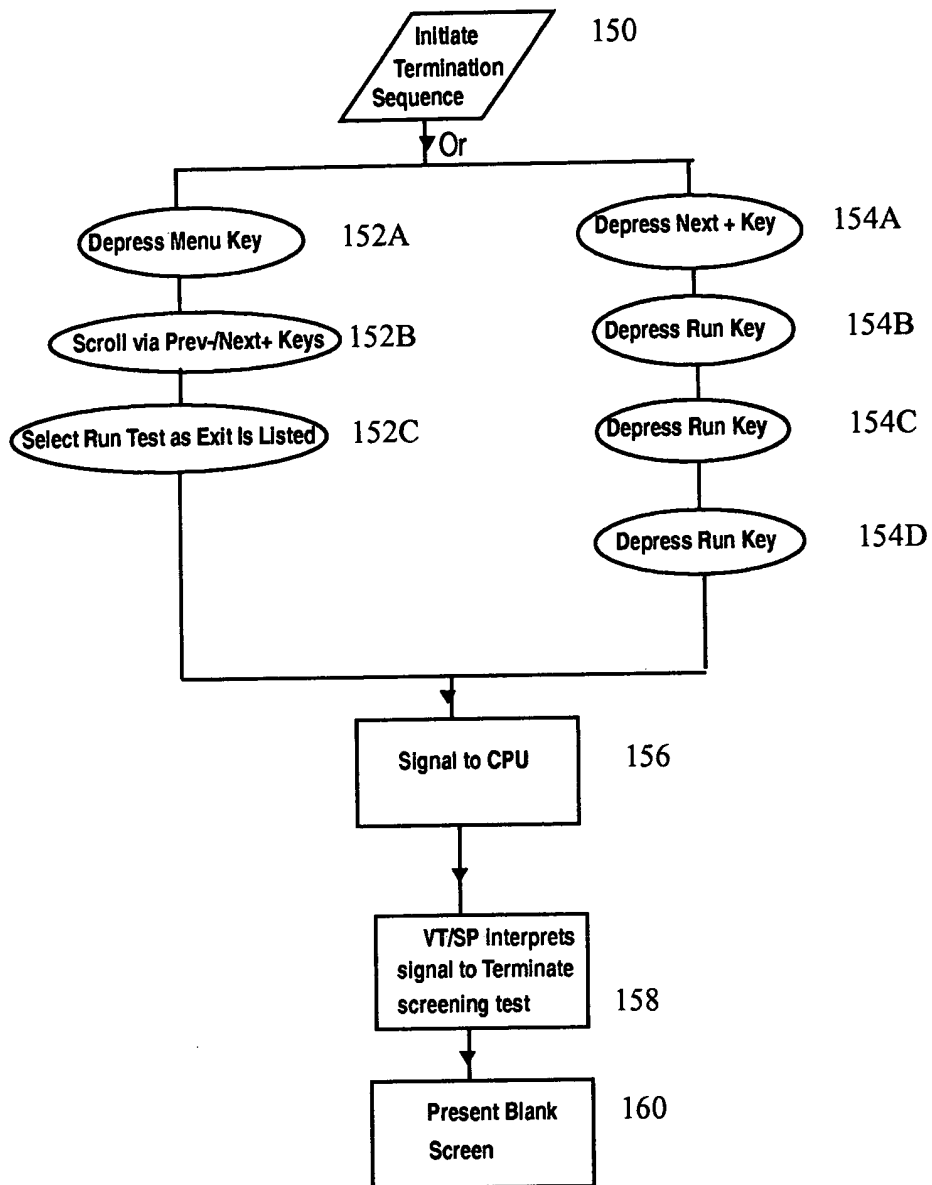 Initiate
Termination
Sequence
150
Or
Depress Menu Key
152A
Scroll via Prev-/Next+ Keys
152B
Select Run Test as Exit Is Listed
152C
Depress Next + Key
154A
Depress Run Key
154B
Depress Run Key
154C
Depress Run Key
154D
Signal to CPU
156
VT/SP interprets
signal to Terminate
screening test
158
Present Blank
Screen
160